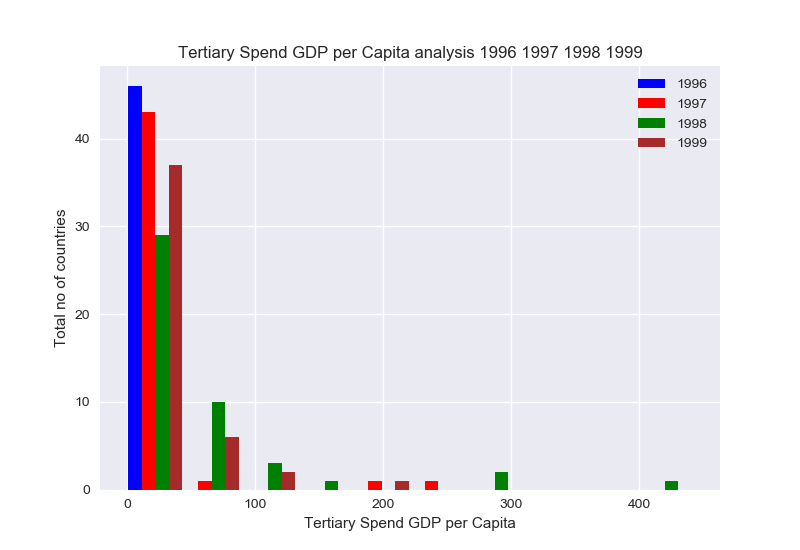 Tertiary Spend GDP per Capita analysis 1996 1997 1998 1999
1996
1997
1998
1999
40
30
20
10
0
Total no of countries
0 100 200 300 400
Tertiary Spend GDP per Capita